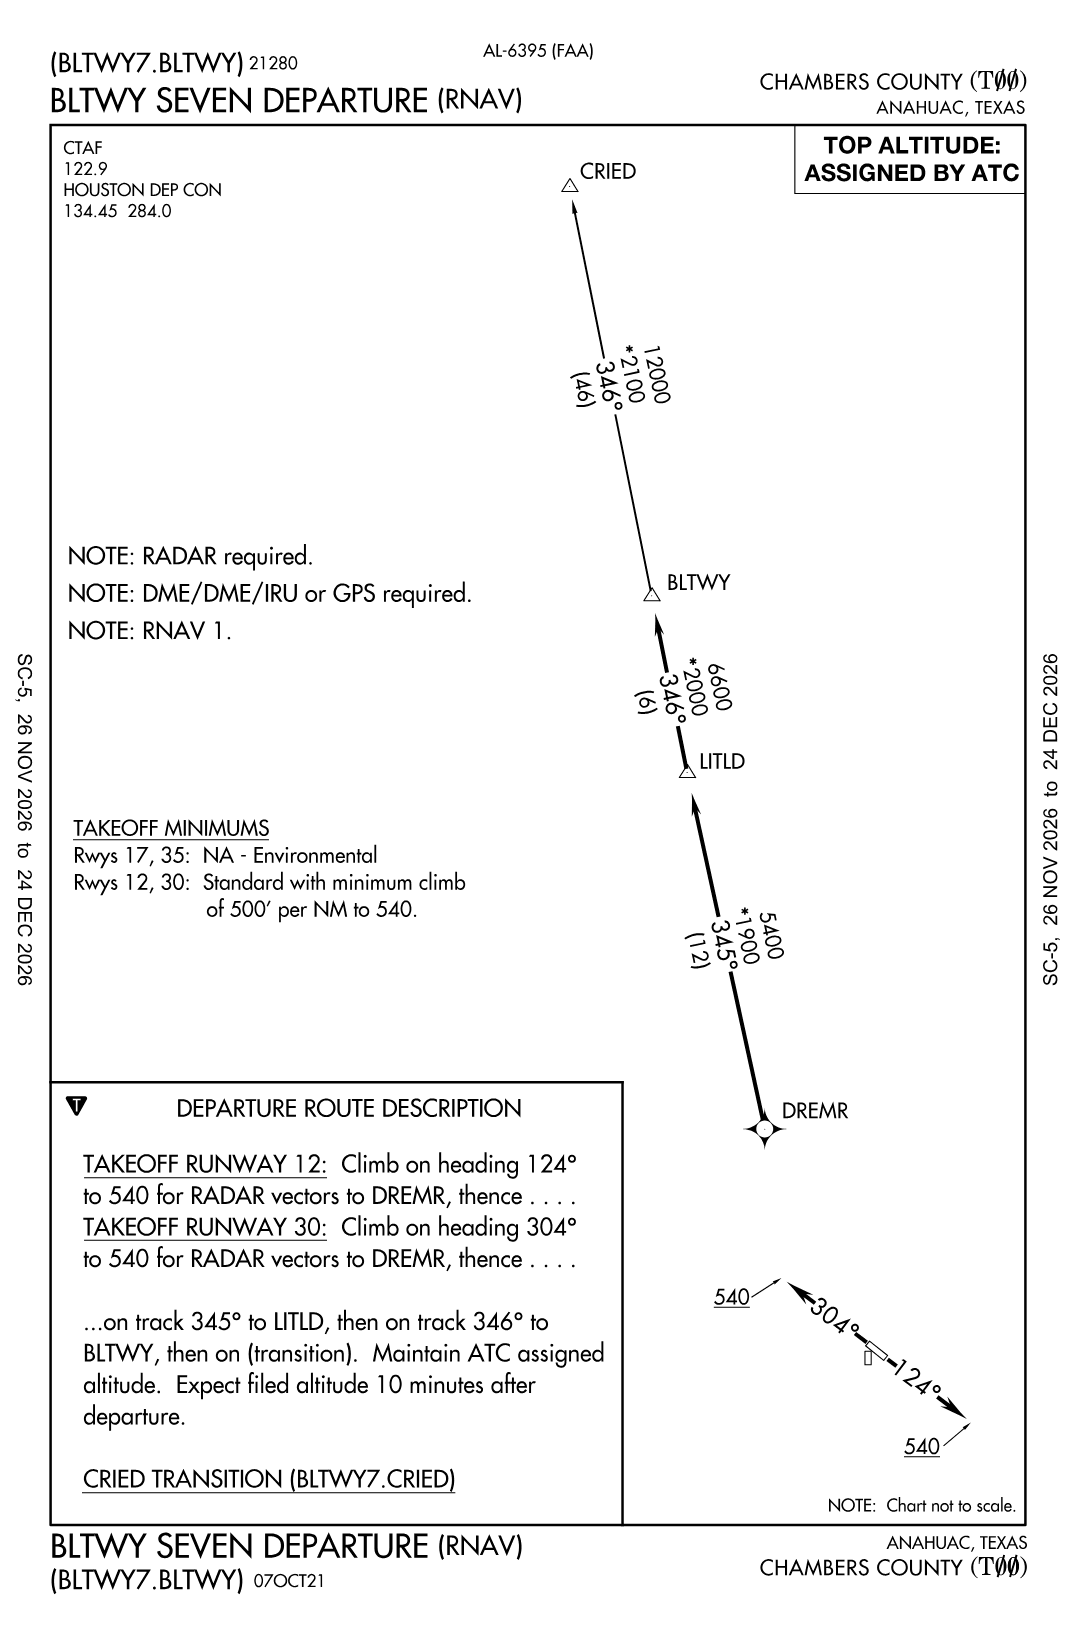 (BLTWY7.BLTWY) 21280
AL-6395 (FAA)
CHAMBERS COUNTY (TØØ)
BLTWY SEVEN DEPARTURE (RNAV)
ANAHUAC, TEXAS
CTAF
122.9
HOUSTON DEP CON
134.45 284.0
TOP ALTITUDE:
ASSIGNED BY ATC
CRIED
12000
*2100
346°
(46)
NOTE: RADAR required.
NOTE: DME/DME/IRU or GPS required.
NOTE: RNAV 1.
BLTWY
6600
*2000
346°
(6)
LITLD
SC-5, 26 NOV 2026 to 24 DEC 2026
SC-5, 26 NOV 2026 to 24 DEC 2026
TAKEOFF MINIMUMS
Rwys 17, 35: NA - Environmental
Rwys 12, 30: Standard with minimum climb
of 500' per NM to 540.
5400
*1900
345°
(12)
DREMR
T
DEPARTURE ROUTE DESCRIPTION
TAKEOFF RUNWAY 12: Climb on heading 124°
to 540 for RADAR vectors to DREMR, thence . . . .
TAKEOFF RUNWAY 30: Climb on heading 304°
to 540 for RADAR vectors to DREMR, thence . . . .
...on track 345° to LITLD, then on track 346° to
BLTWY, then on (transition). Maintain ATC assigned
altitude. Expect filed altitude 10 minutes after
departure.
CRIED TRANSITION (BLTWY7.CRIED)
540
304°
124°
540
NOTE: Chart not to scale.
BLTWY SEVEN DEPARTURE (RNAV)
(BLTWY7.BLTWY) 07OCT21
ANAHUAC, TEXAS
CHAMBERS COUNTY (TØØ)